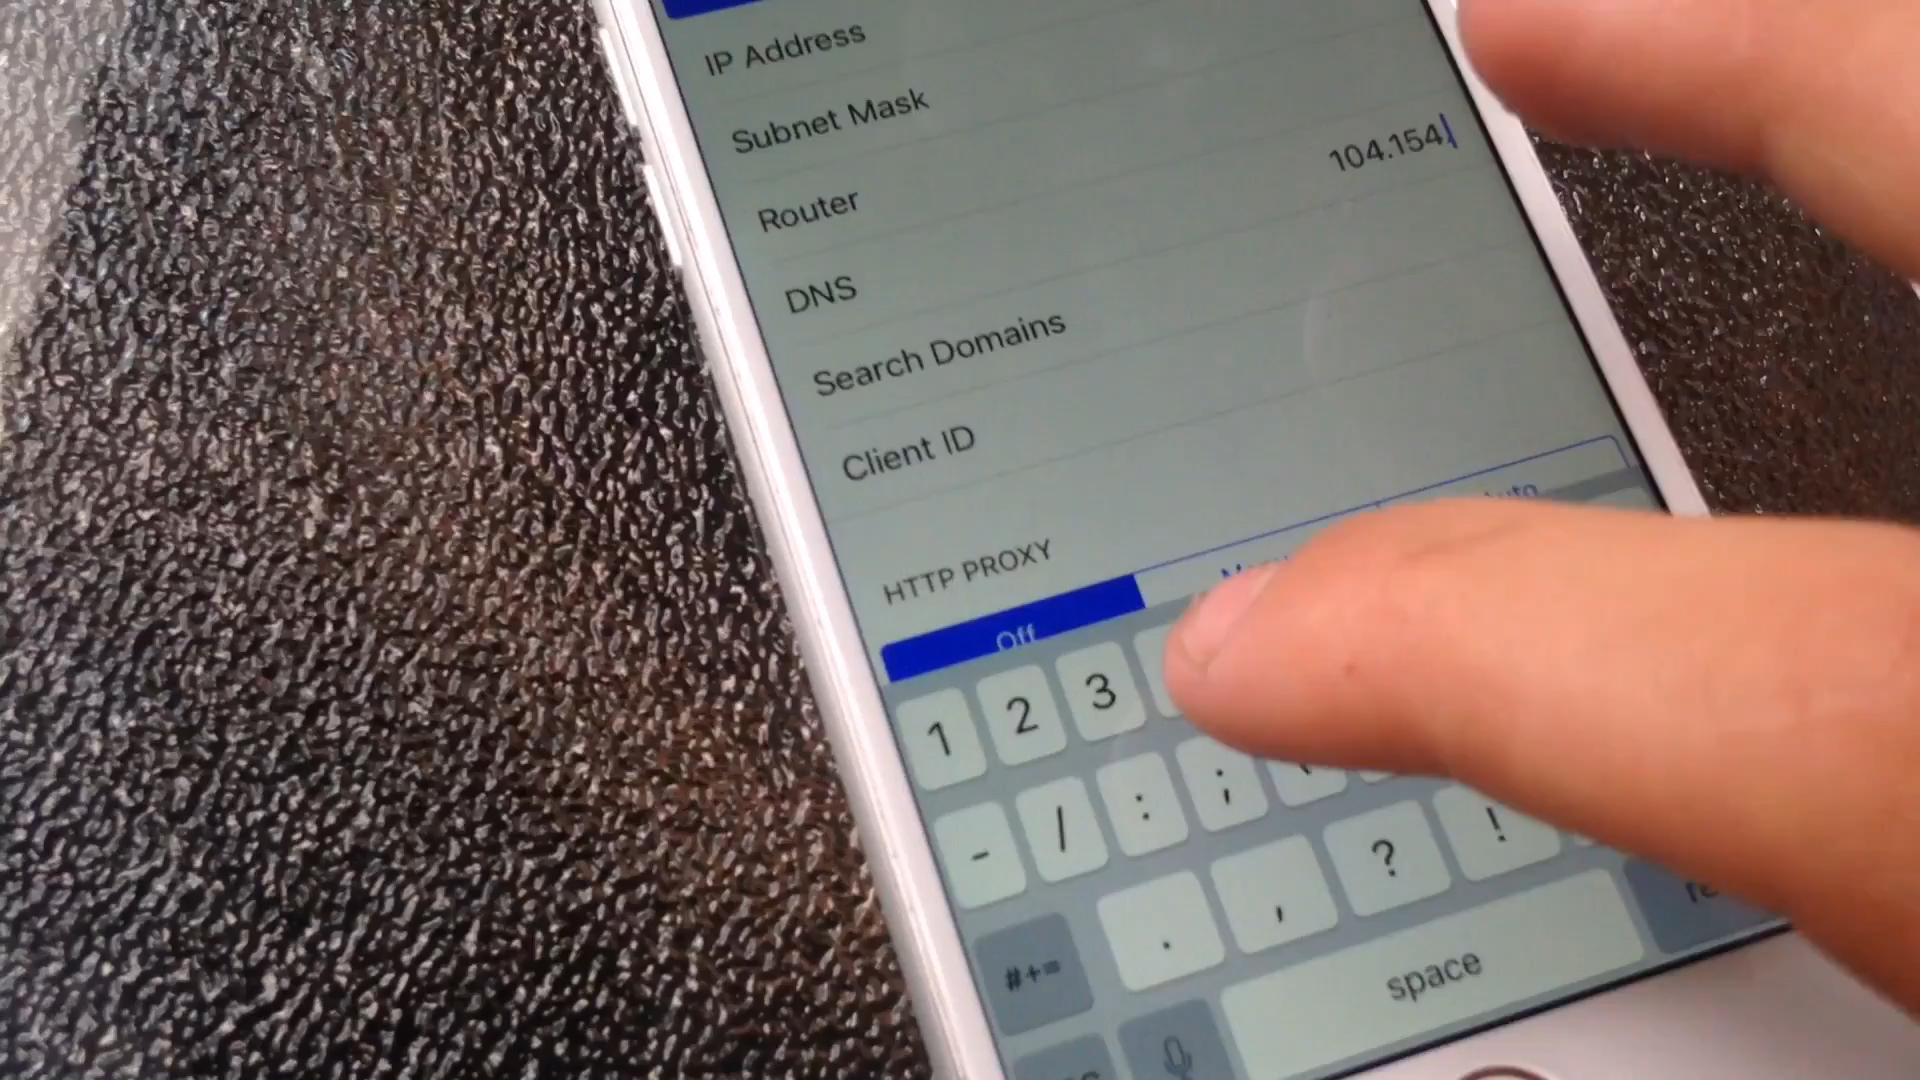 IP Address
Subnet Mask
Router
104.154.
DNS
Search Domains
Client ID
HTTP PROXY
Off
1 2 3
- / : ;
#+= . , ? !
space